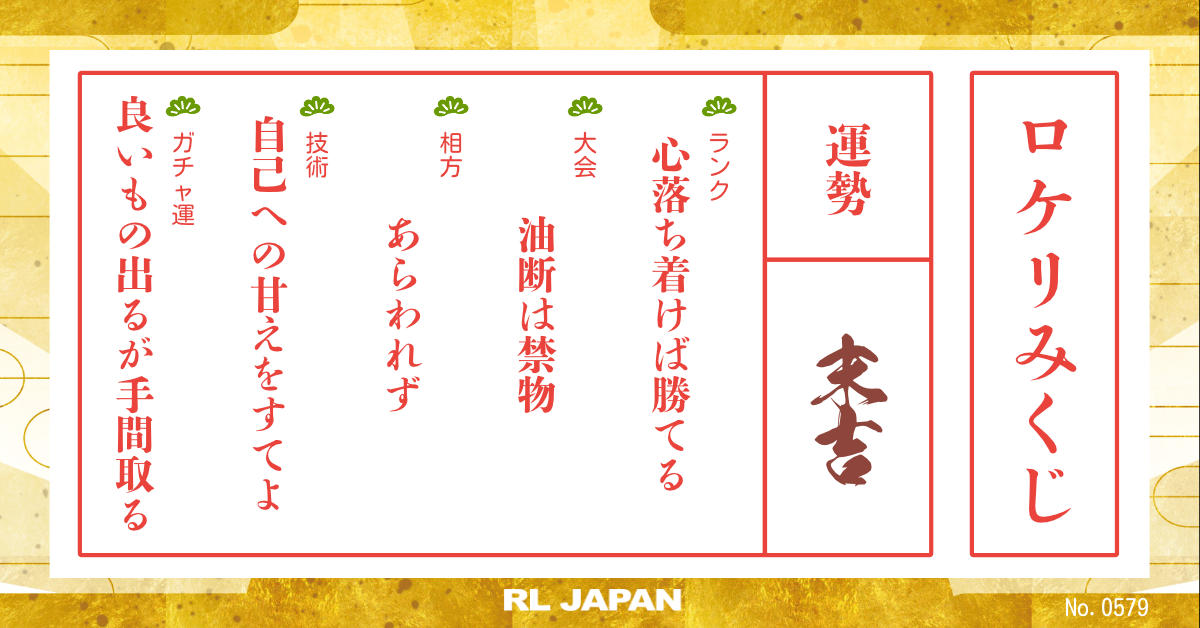 ロケリみくじ
運勢
末吉
ランク
心落ち着けば勝てる
大会
油断は禁物
相方
あらわれず
技術
自己への甘えをすてよ
ガチャ運
良いもの出るが手間取る
RL JAPAN
No. 0579